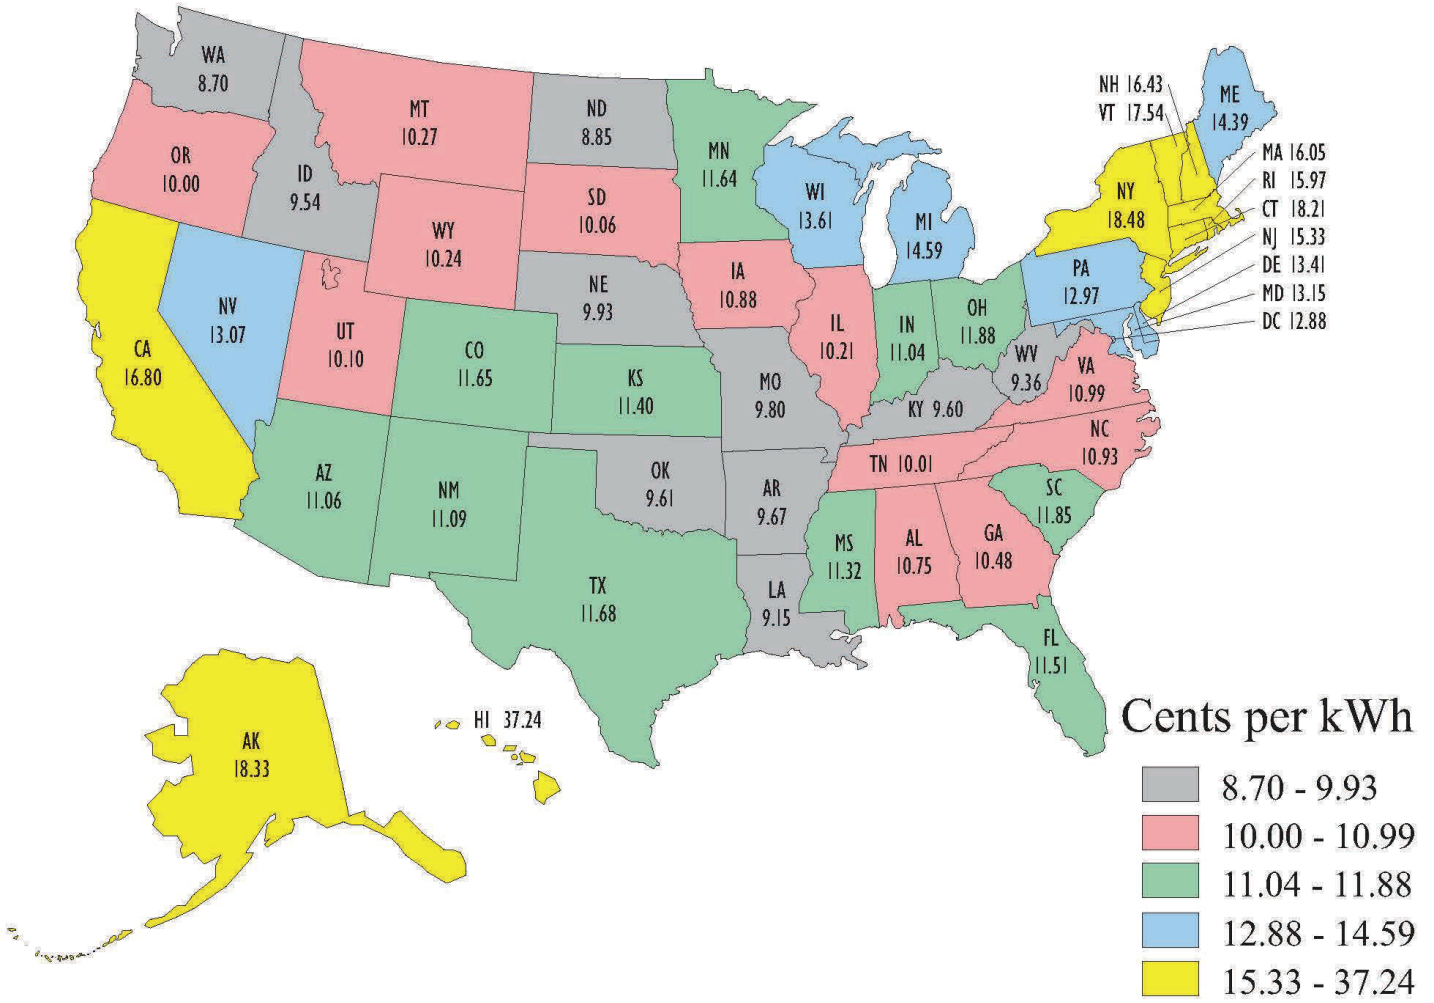 WA
8.70
MT
10.27
ND
8.85
MN
11.64
OR
10.00
ID
9.54
SD
10.06
WY
10.24
WI
13.61
MI
14.59
NY
18.48
NH 16.43
VT 17.54
ME
14.39
MA 16.05
RI 15.97
CT 18.21
NJ 15.33
DE 13.41
MD 13.15
DC 12.88
NV
13.07
CA
16.80
UT
10.10
CO
11.65
NE
9.93
IA
10.88
KS
11.40
MO
9.80
IL
10.21
IN
11.04
OH
11.88
PA
12.97
WV
9.36
VA
10.99
KY 9.60
NC
10.93
TN 10.01
AZ
11.06
NM
11.09
OK
9.61
AR
9.67
SC
11.85
MS
11.32
AL
10.75
GA
10.48
TX
11.68
LA
9.15
FL
11.51
AK
18.33
HI 37.24
Cents per kWh
8.70 - 9.93
10.00 - 10.99
11.04 - 11.88
12.88 - 14.59
15.33 - 37.24